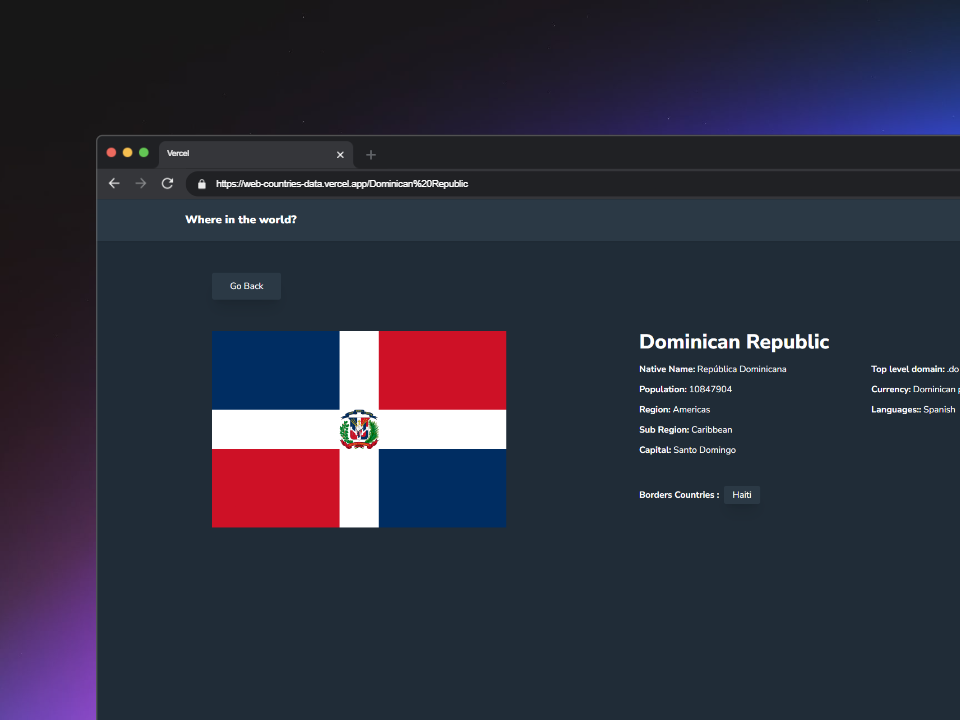 Vercel
https://web-countries-data.vercel.app/Dominican%20Republic
Where in the world?
Go Back
Dominican Republic
Native Name: República Dominicana
Population: 10847904
Region: Americas
Sub Region: Caribbean
Capital: Santo Domingo
Top level domain: .do
Currency: Dominican
Languages:: Spanish
Borders Countries : Haiti